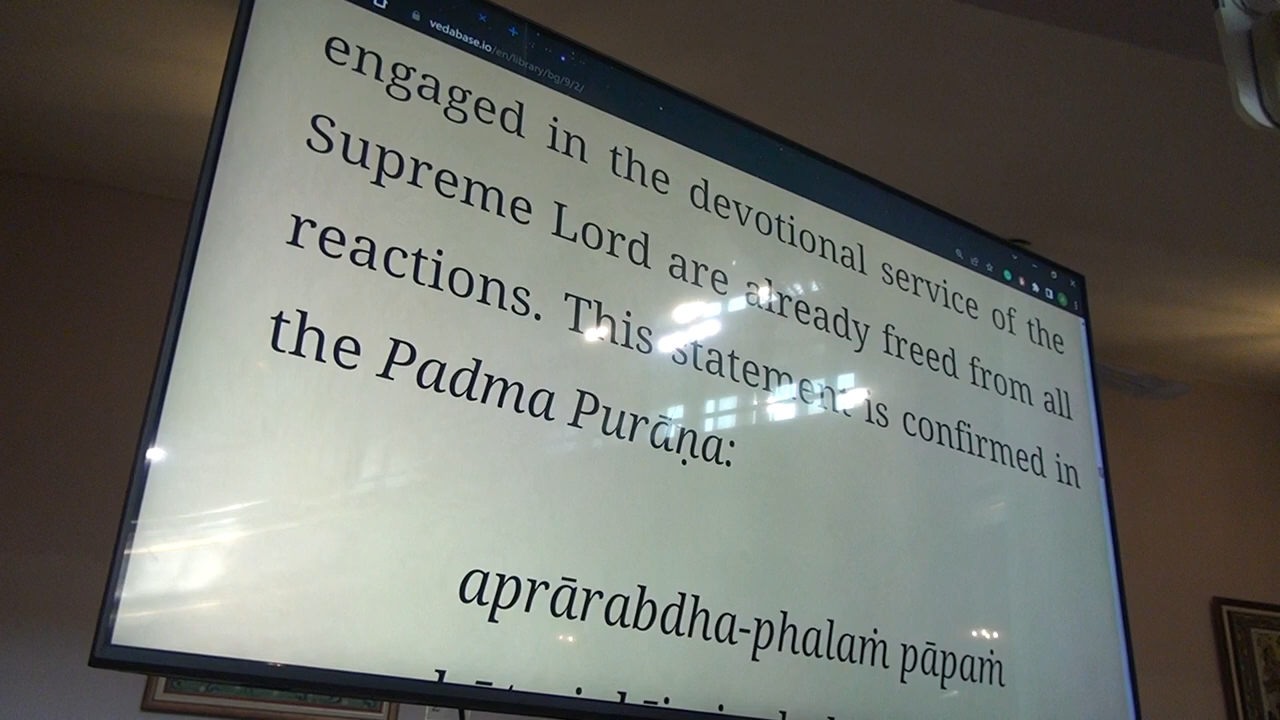 vedabase.io/en/library/bg/9/2/
engaged in the devotional service of the
Supreme Lord are already freed from all
reactions. This statement is confirmed in
the Padma Purāṇa:
aprārabdha-phalaṁ pāpaṁ